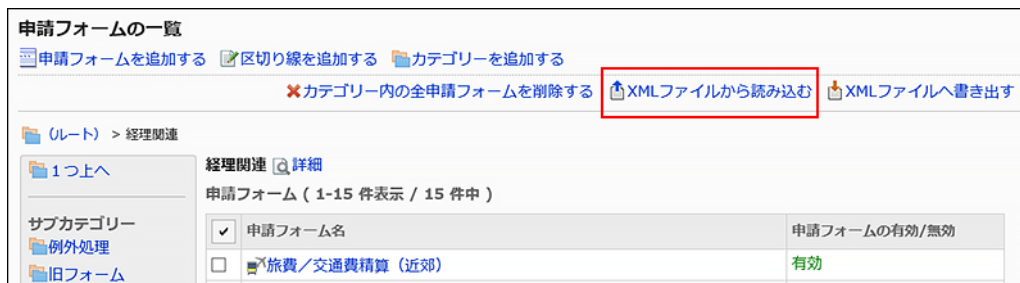 申請フォームの一覧
申請フォームを追加する 区切り線を追加する カテゴリーを追加する
カテゴリー内の全申請フォームを削除する XMLファイルから読み込む XMLファイルへ書き出す
（ルート） > 経理関連
1つ上へ
サブカテゴリー
例外処理
旧フォーム
経理関連 詳細
申請フォーム ( 1-15 件表示 / 15 件中 )
申請フォーム名 申請フォームの有効/無効
旅費／交通費精算（近郊） 有効